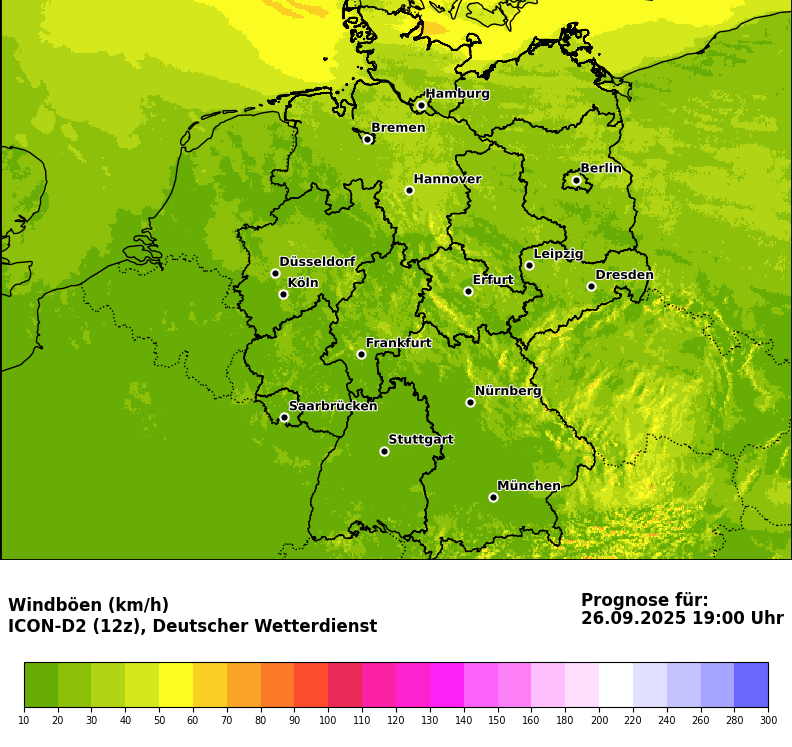 Hamburg
Bremen
Berlin
Hannover
Leipzig
Düsseldorf
Dresden
Köln
Erfurt
Frankfurt
Nürnberg
Saarbrücken
Stuttgart
München
Windböen (km/h)
ICON-D2 (12z), Deutscher Wetterdienst
Prognose für:
26.09.2025 19:00 Uhr
10 20 30 40 50 60 70 80 90 100 110 120 130 140 150 160 180 200 220 240 260 280 300